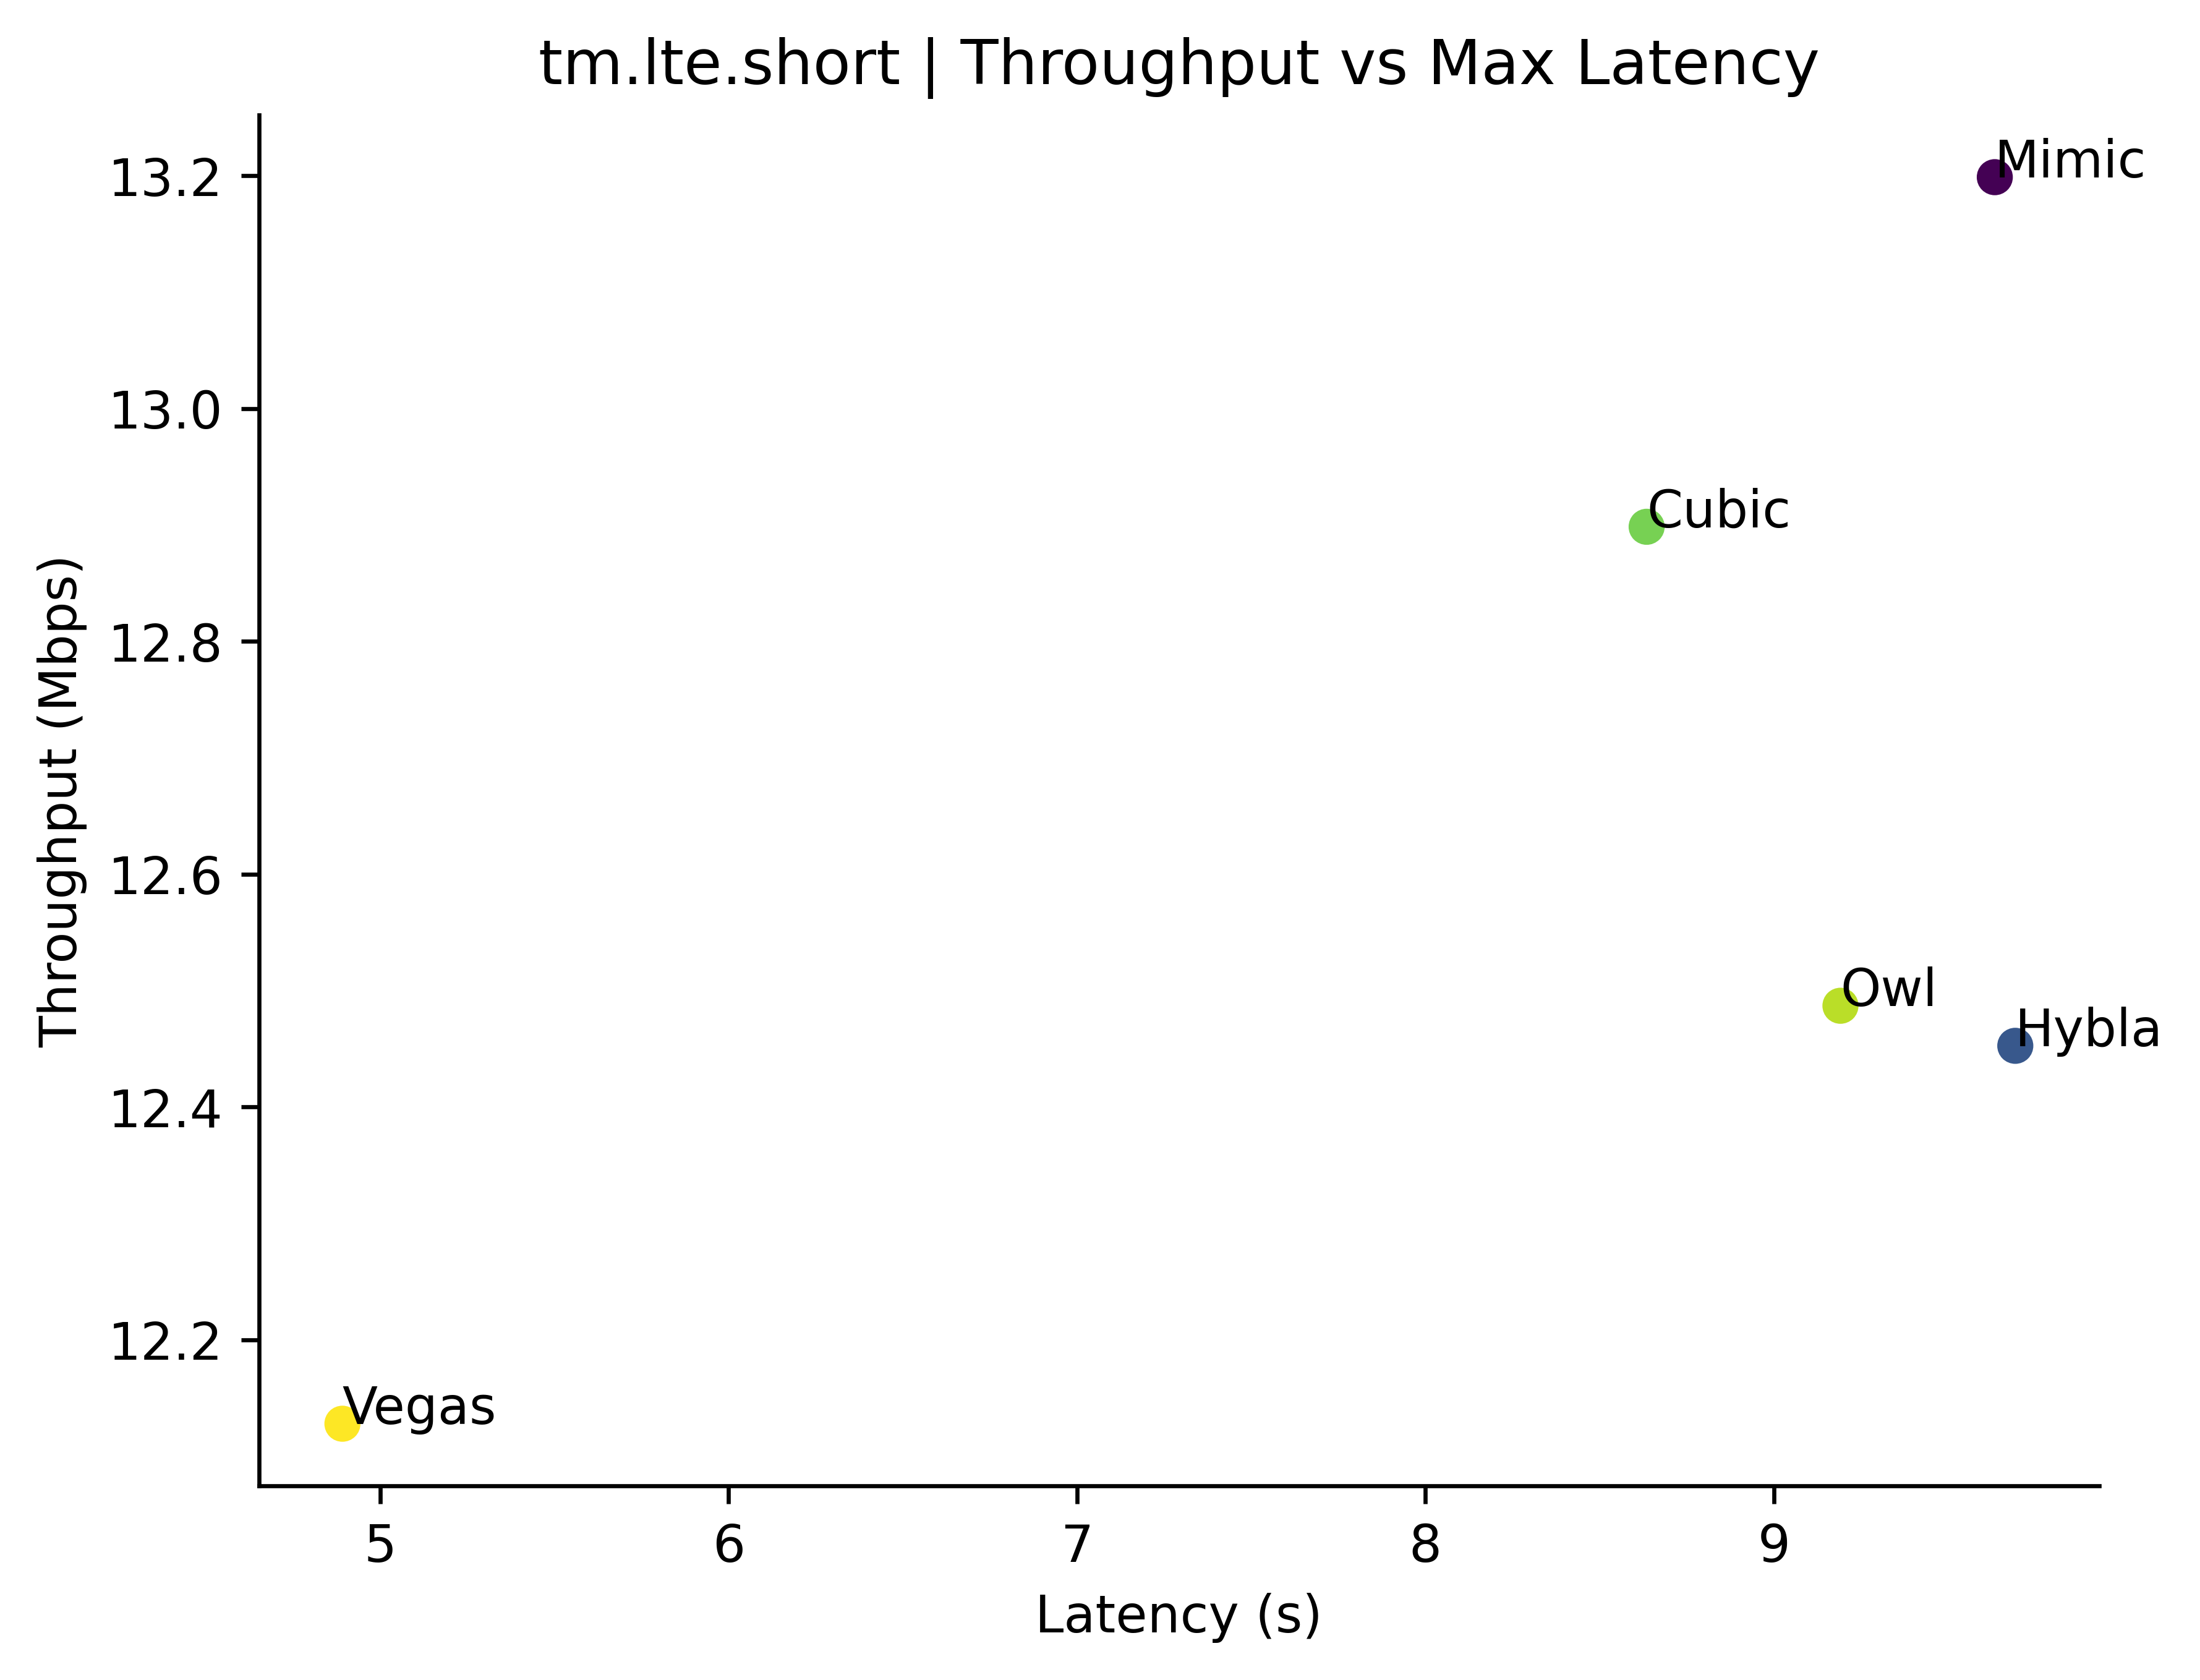 tm.lte.short | Throughput vs Max Latency
Throughput (Mbps)
13.2
13.0
12.8
12.6
12.4
12.2
Mimic
Cubic
Owl
Hybla
Vegas
5 6 7 8 9
Latency (s)